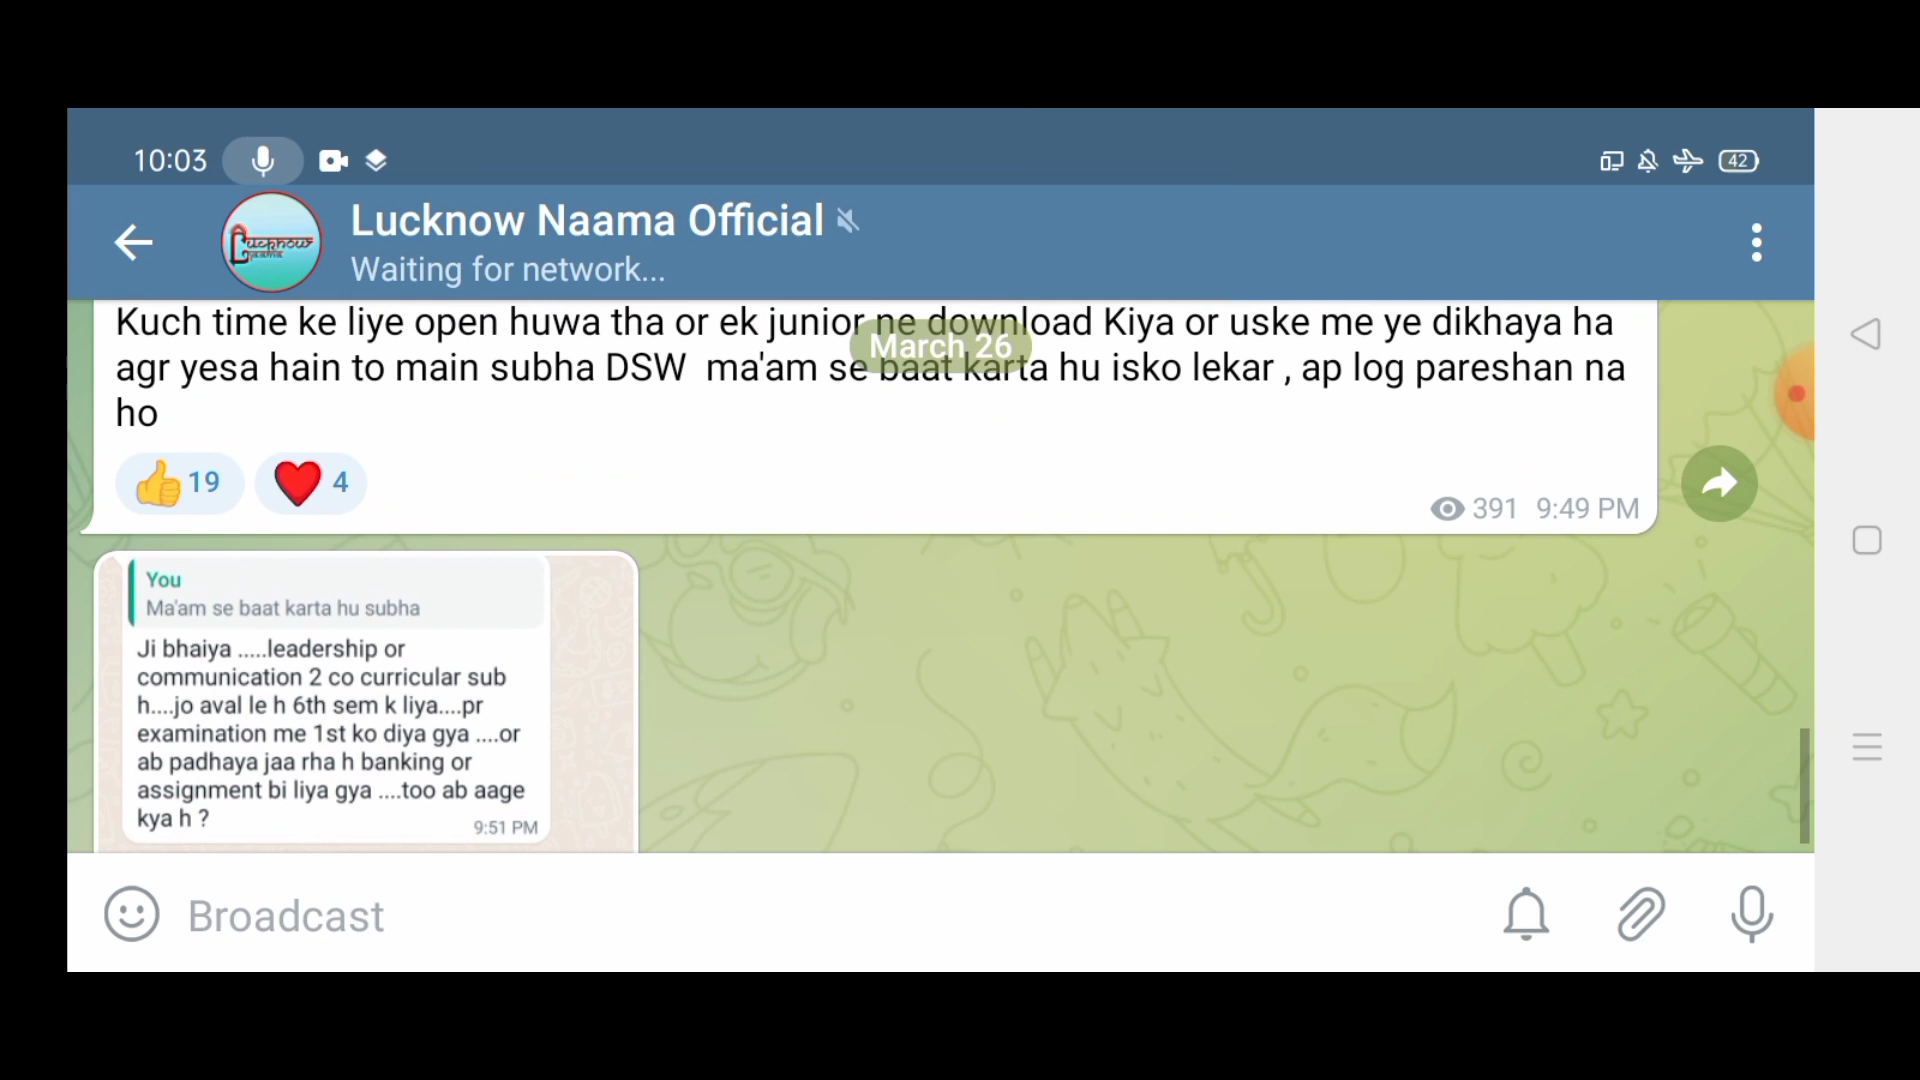 10:03
42
Lucknow Naama Official
Waiting for network...
Lucknow
Naama
Kuch time ke liye open huwa tha or ek junior ne download Kiya or uske me ye dikhaya ha
March 26
agr yesa hain to main subha DSW ma'am se baat karta hu isko lekar , ap log pareshan na
ho
19 4
391 9:49 PM
You
Ma'am se baat karta hu subha
Ji bhaiya .....leadership or
communication 2 co curricular sub
h....jo aval le h 6th sem k liya....pr
examination me 1st ko diya gya ....or
ab padhaya jaa rha h banking or
assignment bi liya gya ....too ab aage
kya h ?
9:51 PM
Broadcast